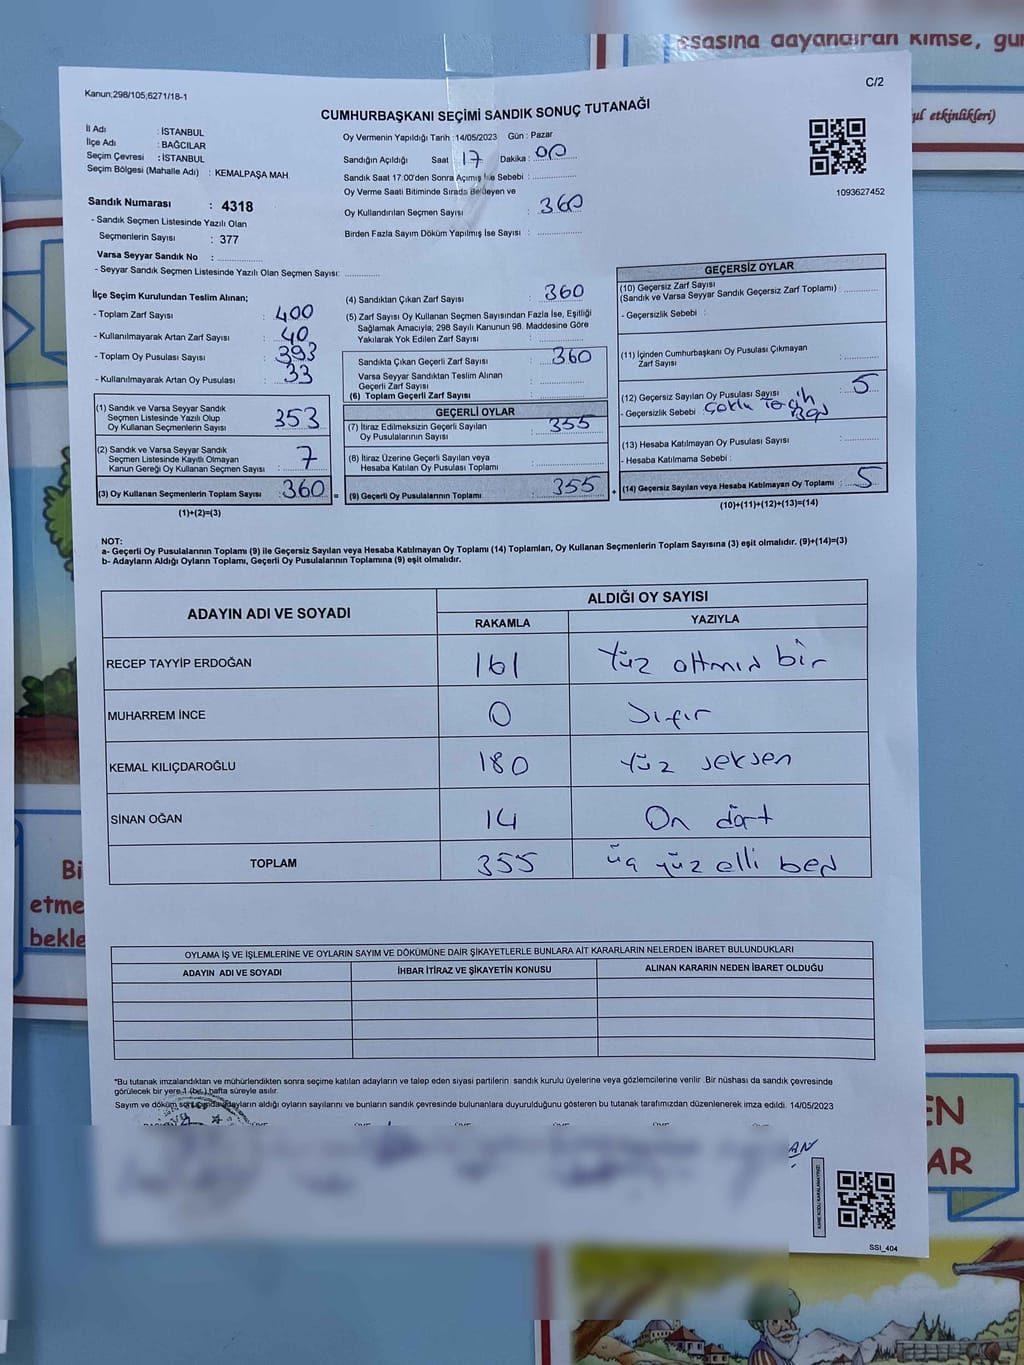 esasına dayandıran kimse, gur
ul etkinlikleri)
Kanun;298/105,6271/18-1
C/2
CUMHURBAŞKANI SEÇİMİ SANDIK SONUÇ TUTANAĞI
İl Adı : İSTANBUL
İlçe Adı : BAĞCILAR
Seçim Çevresi : İSTANBUL
Seçim Bölgesi (Mahalle Adı) : KEMALPAŞA MAH.
Sandık Numarası : 4318
- Sandık Seçmen Listesinde Yazılı Olan
Seçmenlerin Sayısı : 377
Varsa Seyyar Sandık No :
- Seyyar Sandık Seçmen Listesinde Yazılı Olan Seçmen Sayısı:
Oy Vermenin Yapıldığı Tarih : 14/05/2023 Gün : Pazar
Sandığın Açıldığı Saat 17 Dakika : 00
Sandık Saat 17:00'den Sonra Açmış İse Sebebi :
Oy Verme Saati Bitiminde Sırada Bekleyen ve
Oy Kullandırılan Seçmen Sayısı : 360
Birden Fazla Sayım Döküm Yapılmış İse Sayısı :
1093627452
İlçe Seçim Kurulundan Teslim Alınan;
- Toplam Zarf Sayısı : 400
- Kullanılmayarak Artan Zarf Sayısı : 40
- Toplam Oy Pusulası Sayısı : 393
- Kullanılmayarak Artan Oy Pusulası : 33
(1) Sandık ve Varsa Seyyar Sandık
Seçmen Listesinde Yazılı Olup
Oy Kullanan Seçmenlerin Sayısı : 353
(2) Sandık ve Varsa Seyyar Sandık
Seçmen Listesinde Kayıtlı Olmayan
Kanun Gereği Oy Kullanan Seçmen Sayısı : 7
(3) Oy Kullanan Seçmenlerin Toplam Sayısı : 360 =
(1)+(2)=(3)
(4) Sandıktan Çıkan Zarf Sayısı : 360
(5) Zarf Sayısı Oy Kullanan Seçmen Sayısından Fazla İse, Eşitliği
Sağlamak Amacıyla; 298 Sayılı Kanunun 98. Maddesine Göre
Yakılarak Yok Edilen Zarf Sayısı :
Sandıkta Çıkan Geçerli Zarf Sayısı : 360
Varsa Seyyar Sandıktan Teslim Alınan
Geçerli Zarf Sayısı :
(6) Toplam Geçerli Zarf Sayısı :
GEÇERLİ OYLAR
(7) İtiraz Edilmeksizin Geçerli Sayılan
Oy Pusulalarının Sayısı : 355
(8) İtiraz Üzerine Geçerli Sayılan veya
Hesaba Katılan Oy Pusulası Toplamı :
(9) Geçerli Oy Pusulalarının Toplamı : 355 +
GEÇERSİZ OYLAR
(10) Geçersiz Zarf Sayısı
(Sandık ve Varsa Seyyar Sandık Geçersiz Zarf Toplamı) :
- Geçersizlik Sebebi :
(11) İçinden Cumhurbaşkanı Oy Pusulası Çıkmayan
Zarf Sayısı :
(12) Geçersiz Sayılan Oy Pusulası Sayısı : 5
- Geçersizlik Sebebi : Çoklu Tercih
(13) Hesaba Katılmayan Oy Pusulası Sayısı :
- Hesaba Katılmama Sebebi :
(14) Geçersiz Sayılan veya Hesaba Katılmayan Oy Toplamı : 5
(10)+(11)+(12)+(13)=(14)
NOT:
a- Geçerli Oy Pusulalarının Toplamı (9) ile Geçersiz Sayılan veya Hesaba Katılmayan Oy Toplamı (14) Toplamları, Oy Kullanan Seçmenlerin Toplam Sayısına (3) eşit olmalıdır. (9)+(14)=(3)
b- Adayların Aldığı Oyların Toplamı, Geçerli Oy Pusulalarının Toplamına (9) eşit olmalıdır.
ADAYIN ADI VE SOYADI ALDIĞI OY SAYISI
RAKAMLA YAZIYLA
RECEP TAYYİP ERDOĞAN 161 Yüz altmış bir
MUHARREM İNCE 0 Sıfır
KEMAL KILIÇDAROĞLU 180 Yüz seksen
SİNAN OĞAN 14 On dört
TOPLAM 355 üç yüz elli beş
OYLAMA İŞ VE İŞLEMLERİNE VE OYLARIN SAYIM VE DÖKÜMÜNE DAİR ŞİKAYETLERLE BUNLARA AİT KARARLARIN NELERDEN İBARET BULUNDUKLARI
ADAYIN ADI VE SOYADI İHBAR İTİRAZ VE ŞİKAYETİN KONUSU ALINAN KARARIN NEDEN İBARET OLDUĞU
*Bu tutanak imzalandıktan ve mühürlendikten sonra seçime katılan adayların ve talep eden siyasi partilerin sandık kurulu üyelerine veya gözlemcilerine verilir. Bir nüshası da sandık çevresinde
görülecek bir yere 1 (bir) hafta süreyle asılır.
Sayım ve döküm sonucunda adayların aldığı oyların sayılarını ve bunların sandık çevresinde bulunanlara duyurulduğunu gösteren bu tutanak tarafımızdan düzenlenerek imza edildi. 14/05/2023
SSI_404
Bi
etme
bekle
EN
AR